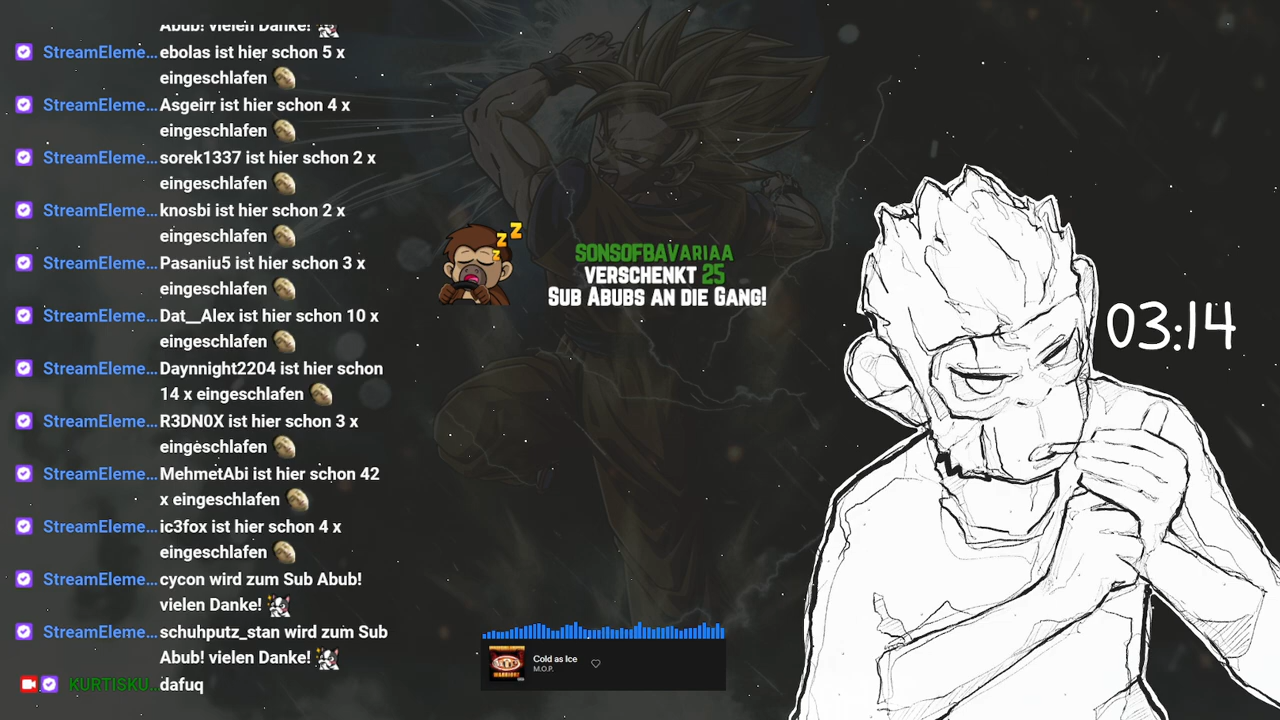 Abub! vielen Danke!
StreamEleme... ebolas ist hier schon 5 x
eingeschlafen
StreamEleme... Asgeirr ist hier schon 4 x
eingeschlafen
StreamEleme... sorek1337 ist hier schon 2 x
eingeschlafen
StreamEleme... knosbi ist hier schon 2 x
eingeschlafen
StreamEleme... Pasaniu5 ist hier schon 3 x
eingeschlafen
StreamEleme... Dat__Alex ist hier schon 10 x
eingeschlafen
StreamEleme... Daynnight2204 ist hier schon
14 x eingeschlafen
StreamEleme... R3DN0X ist hier schon 3 x
eingeschlafen
StreamEleme... MehmetAbi ist hier schon 42
x eingeschlafen
StreamEleme... ic3fox ist hier schon 4 x
eingeschlafen
StreamEleme... cycon wird zum Sub Abub!
vielen Danke!
StreamEleme... schuhputz_stan wird zum Sub
Abub! vielen Danke!
KURTISKU... dafuq
z z z
SONSOFBAVARIAA
VERSCHENKT 25
SUB ABUBS AN DIE GANG!
03:14
Cold as Ice
M.O.P.